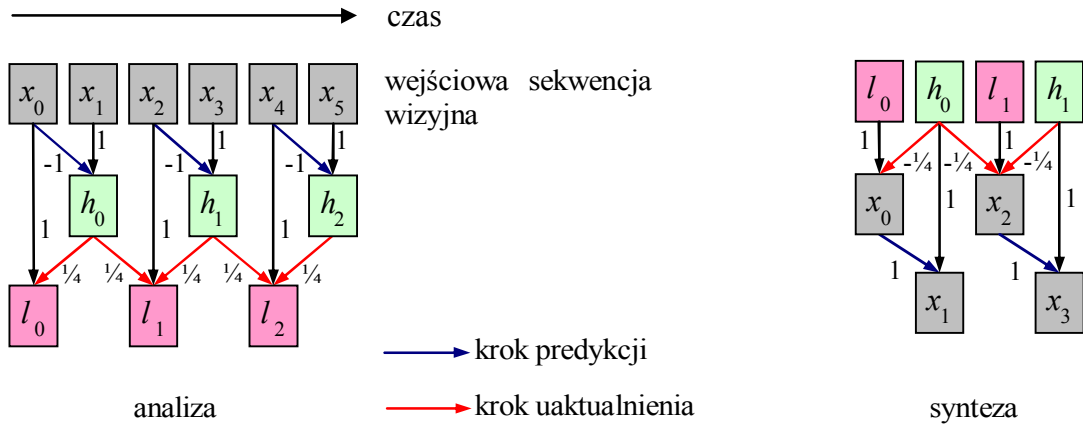 czas
x0 x1 x2 x3 x4 x5
wejściowa sekwencja
wizyjna
1 1 1
-1 -1 -1
h0 h1 h2
1 1 1
¼ ¼ ¼ ¼ ¼
l0 l1 l2
krok predykcji
krok uaktualnienia
analiza
l0 h0 l1 h1
1 1
-¼ -¼ -¼
x0 x2
1 1
1 1
x1 x3
synteza